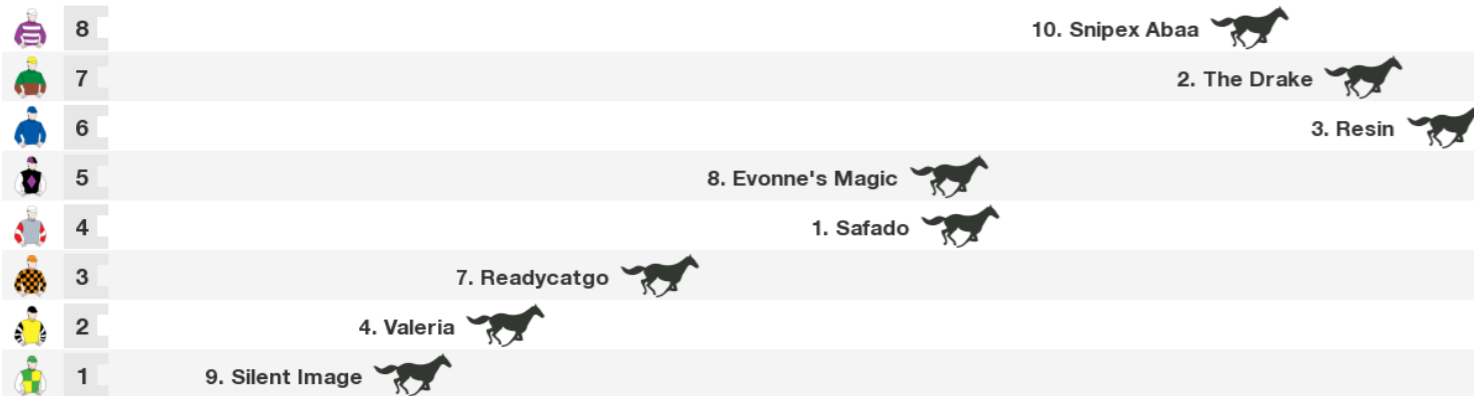 8 10. Snipex Abaa
7 2. The Drake
6 3. Resin
5 8. Evonne's Magic
4 1. Safado
3 7. Readycatgo
2 4. Valeria
1 9. Silent Image